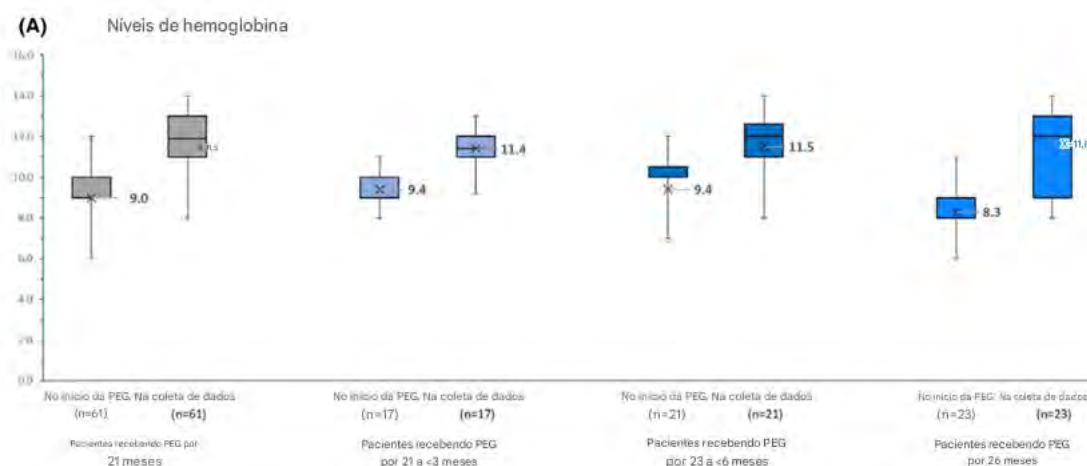 (A)
Níveis de hemoglobina
16.0
14.0
12.0
10.0
8.0
6.0
4.0
2.0
0.0
9.0
11.4
9.4
11.5
9.4
8.3
No início da PEG. Na coleta de dados
(n=61) (n=61)
Pacientes recebendo PEG por
21 meses
No início da PEG. Na coleta de dados
(n=17) (n=17)
Pacientes recebendo PEG
por 21 a <3 meses
No início da PEG. Na coleta de dados
(n=21) (n=21)
Pacientes recebendo PEG
por 23 a <6 meses
No início da PEG. Na coleta de dados
(n=23) (n=23)
Pacientes recebendo PEG
por 26 meses